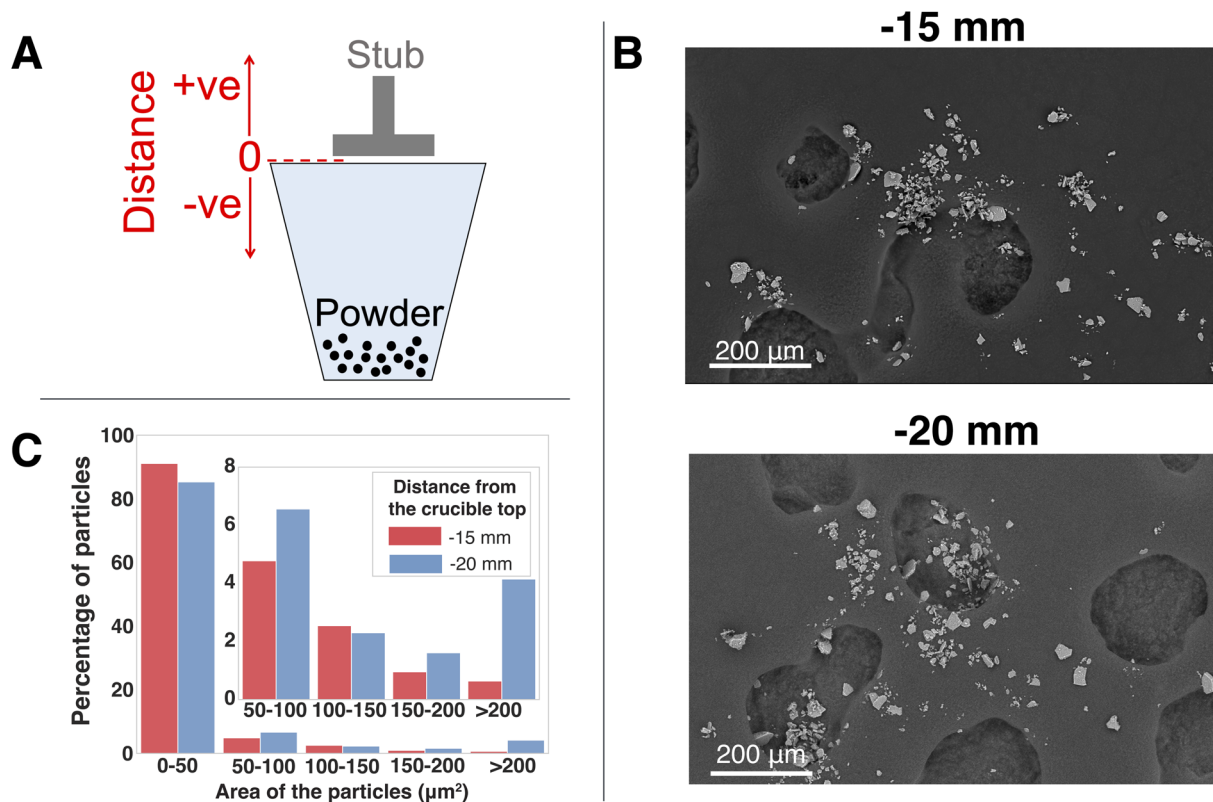 A
Stub
Distance
+ve
0
-ve
Powder
B
-15 mm
200 µm
-20 mm
200 µm
C
Percentage of particles
100
80
60
40
20
0
8
6
4
2
0
Distance from
the crucible top
-15 mm
-20 mm
50-100 100-150 150-200 >200
0-50 50-100 100-150 150-200 >200
Area of the particles (µm²)